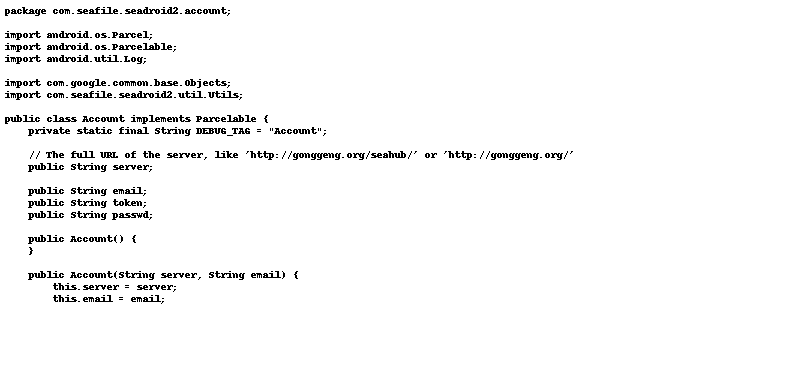 package com.seafile.seadroid2.account;

import android.os.Parcel;
import android.os.Parcelable;
import android.util.Log;

import com.google.common.base.Objects;
import com.seafile.seadroid2.util.Utils;

public class Account implements Parcelable {
    private static final String DEBUG_TAG = "Account";

    // The full URL of the server, like 'http://gonggeng.org/seahub/' or 'http://gonggeng.org/'
    public String server;

    public String email;
    public String token;
    public String passwd;

    public Account() {
    }

    public Account(String server, String email) {
        this.server = server;
        this.email = email;